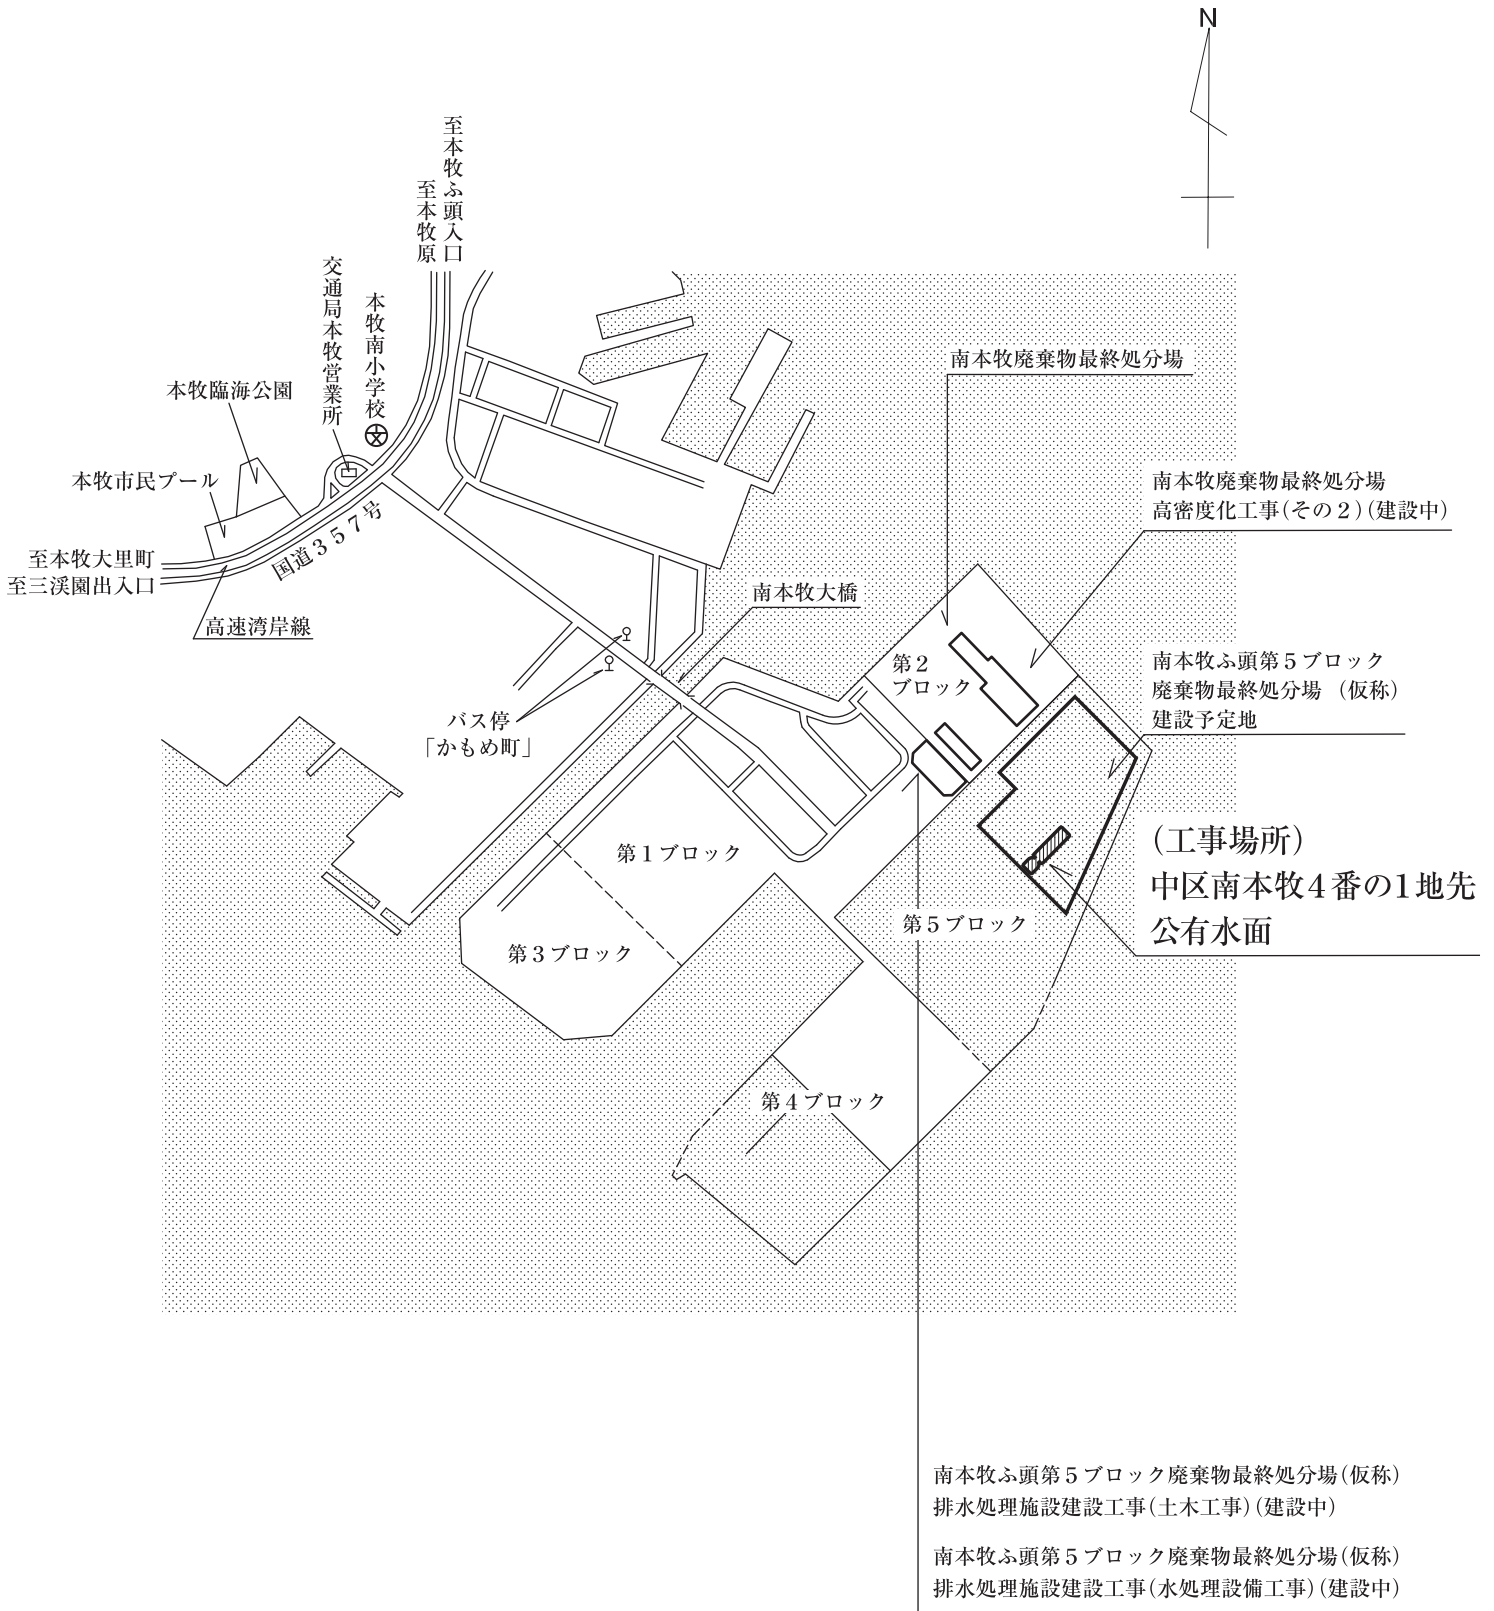 N
至本牧ふ頭入口
至本牧原
交通局本牧営業所
本牧南小学校
文
本牧臨海公園
本牧市民プール
至本牧大里町
至三渓園出入口
国道３５７号
高速湾岸線
南本牧廃棄物最終処分場
南本牧廃棄物最終処分場
高密度化工事(その２)(建設中)
南本牧大橋
第２
ブロック
南本牧ふ頭第５ブロック
廃棄物最終処分場 (仮称)
建設予定地
バス停
「かもめ町」
(工事場所)
中区南本牧４番の１地先
公有水面
第１ブロック
第５ブロック
第３ブロック
第４ブロック
南本牧ふ頭第５ブロック廃棄物最終処分場(仮称)
排水処理施設建設工事(土木工事)(建設中)
南本牧ふ頭第５ブロック廃棄物最終処分場(仮称)
排水処理施設建設工事(水処理設備工事)(建設中)